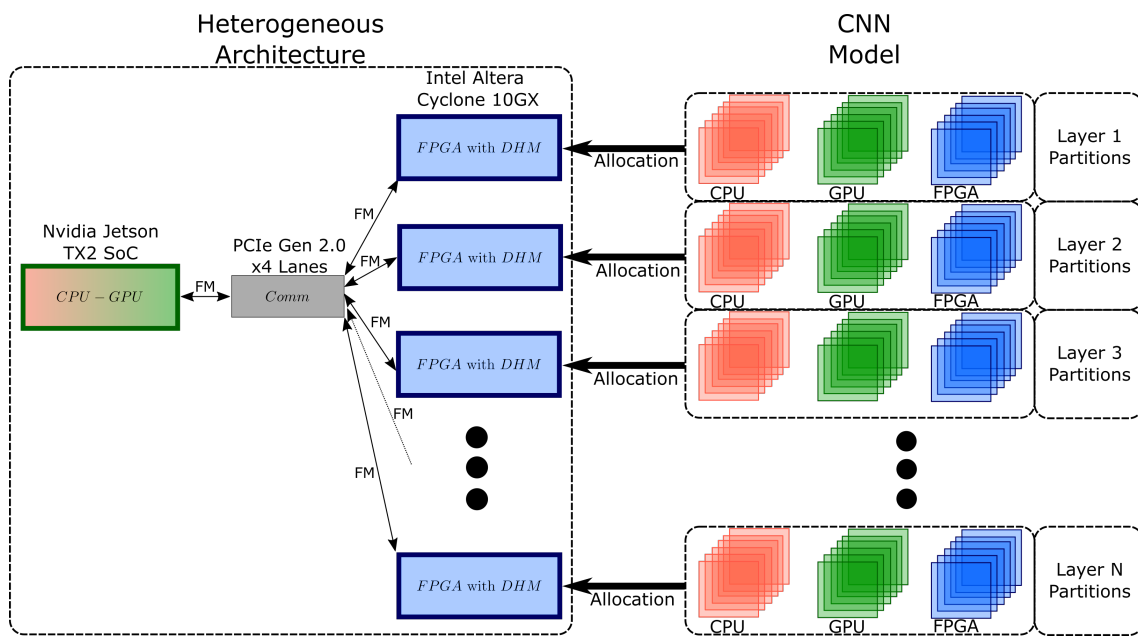 Heterogeneous
Architecture
CNN
Model
Intel Altera
Cyclone 10GX
FPGA with DHM
Allocation
CPU
GPU
FPGA
Layer 1
Partitions
FM
Nvidia Jetson
TX2 SoC
CPU – GPU
FM
PCIe Gen 2.0
x4 Lanes
Comm
FM
FPGA with DHM
Allocation
CPU
GPU
FPGA
Layer 2
Partitions
FM
FPGA with DHM
Allocation
Layer 3
Partitions
FM
FM
FPGA with DHM
Allocation
CPU
GPU
FPGA
Layer N
Partitions